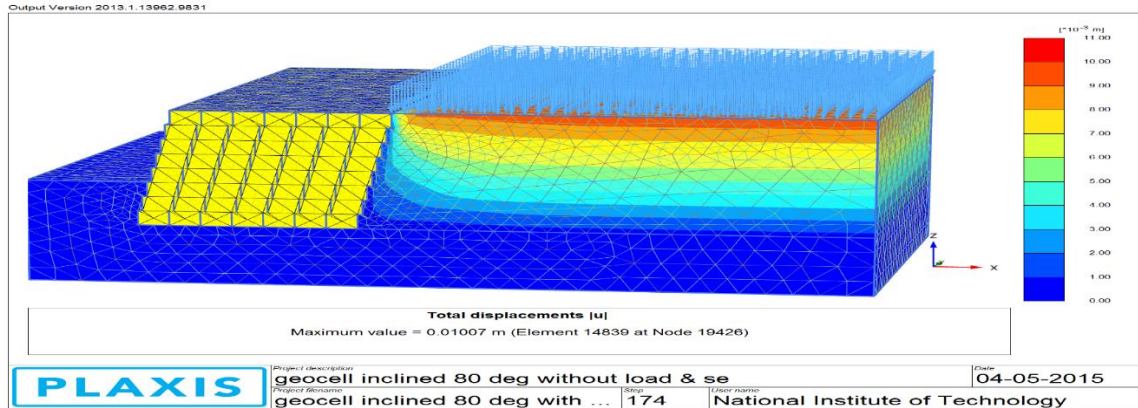 Output Version 2013.1.13962.9831
[*10-3 m]
11.00
10.00
9.00
8.00
7.00
6.00
5.00
4.00
3.00
2.00
1.00
0.00
Z
X
Total displacements |u|
Maximum value = 0.01007 m (Element 14839 at Node 19426)
PLAXIS
Project description
geocell inclined 80 deg without load & se
Date
04-05-2015
Project filename
geocell inclined 80 deg with ...
Step
174
User name
National Institute of Technology